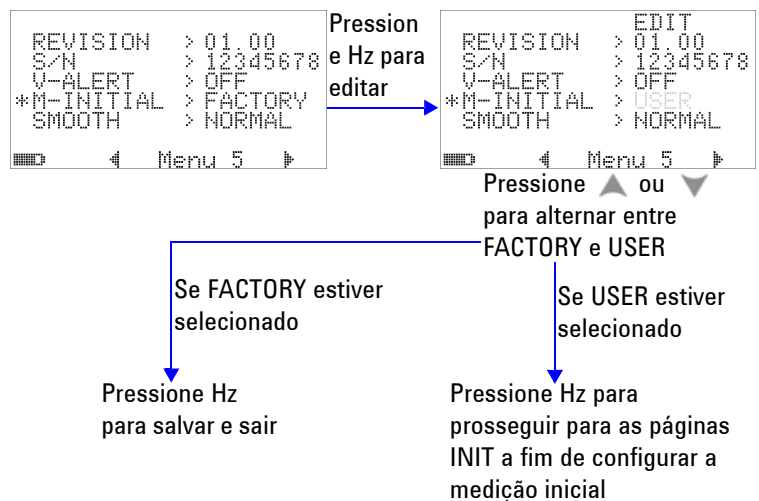 REVISION > 01.00
S/N > 12345678
V-ALERT > OFF
*M-INITIAL > FACTORY
SMOOTH > NORMAL
Menu 5
Pression
e Hz para
editar
EDIT
REVISION > 01.00
S/N > 12345678
V-ALERT > OFF
*M-INITIAL > USER
SMOOTH > NORMAL
Menu 5
Pressione ou
para alternar entre
FACTORY e USER
Se FACTORY estiver
selecionado
Pressione Hz
para salvar e sair
Se USER estiver
selecionado
Pressione Hz para
prosseguir para as páginas
INIT a fim de configurar a
medição inicial